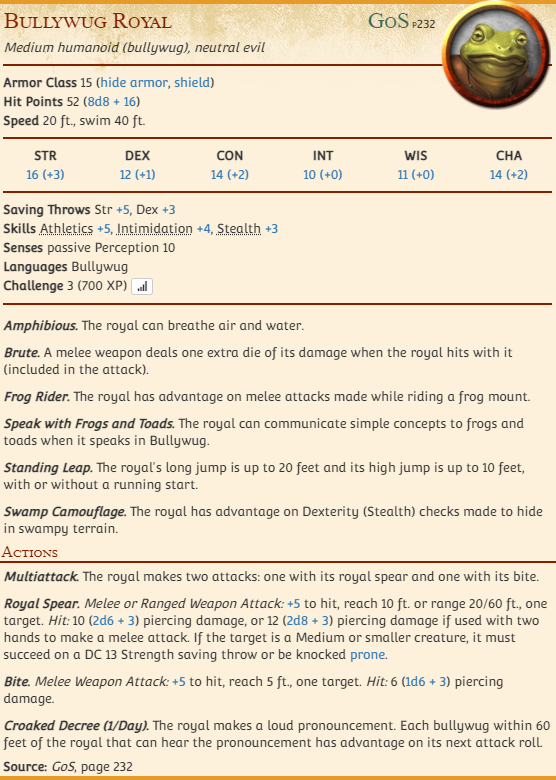 Bullywug Royal GoS p232
Medium humanoid (bullywug), neutral evil
Armor Class 15 (hide armor, shield)
Hit Points 52 (8d8 + 16)
Speed 20 ft., swim 40 ft.
STR DEX CON INT WIS CHA
16 (+3) 12 (+1) 14 (+2) 10 (+0) 11 (+0) 14 (+2)
Saving Throws Str +5, Dex +3
Skills Athletics +5, Intimidation +4, Stealth +3
Senses passive Perception 10
Languages Bullywug
Challenge 3 (700 XP)
Amphibious. The royal can breathe air and water.
Brute. A melee weapon deals one extra die of its damage when the royal hits with it
(included in the attack).
Frog Rider. The royal has advantage on melee attacks made while riding a frog mount.
Speak with Frogs and Toads. The royal can communicate simple concepts to frogs and
toads when it speaks in Bullywug.
Standing Leap. The royal's long jump is up to 20 feet and its high jump is up to 10 feet,
with or without a running start.
Swamp Camouflage. The royal has advantage on Dexterity (Stealth) checks made to hide
in swampy terrain.
Actions
Multiattack. The royal makes two attacks: one with its royal spear and one with its bite.
Royal Spear. Melee or Ranged Weapon Attack: +5 to hit, reach 10 ft. or range 20/60 ft., one
target. Hit: 10 (2d6 + 3) piercing damage, or 12 (2d8 + 3) piercing damage if used with two
hands to make a melee attack. If the target is a Medium or smaller creature, it must
succeed on a DC 13 Strength saving throw or be knocked prone.
Bite. Melee Weapon Attack: +5 to hit, reach 5 ft., one target. Hit: 6 (1d6 + 3) piercing
damage.
Croaked Decree (1/Day). The royal makes a loud pronouncement. Each bullywug within 60
feet of the royal that can hear the pronouncement has advantage on its next attack roll.
Source: GoS, page 232